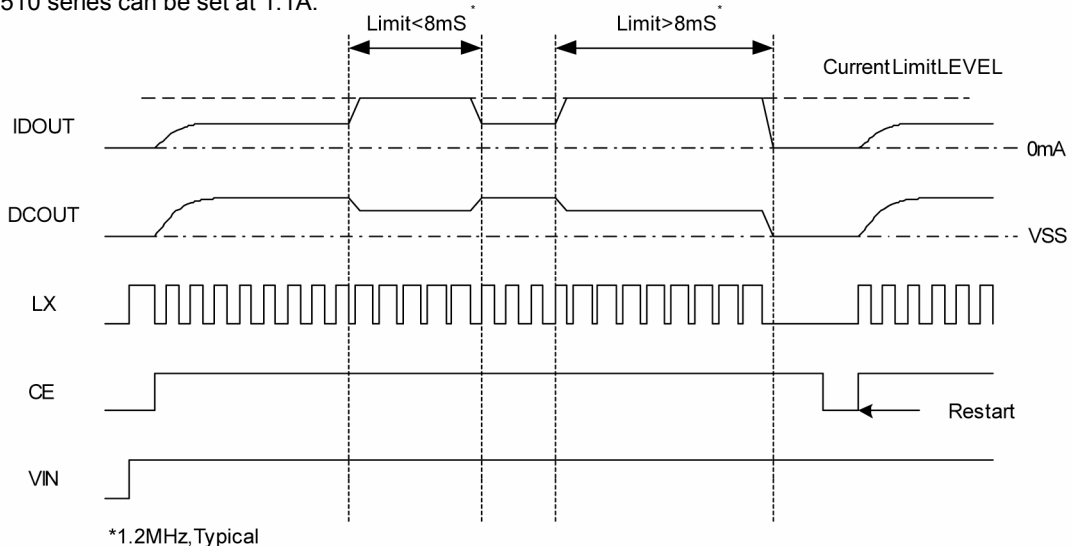 510 series can be set at 1.1A.
Limit<8mS*
Limit>8mS*
CurrentLimitLEVEL
IDOUT
0mA
DCOUT
VSS
LX
CE
Restart
VIN
*1.2MHz,Typical